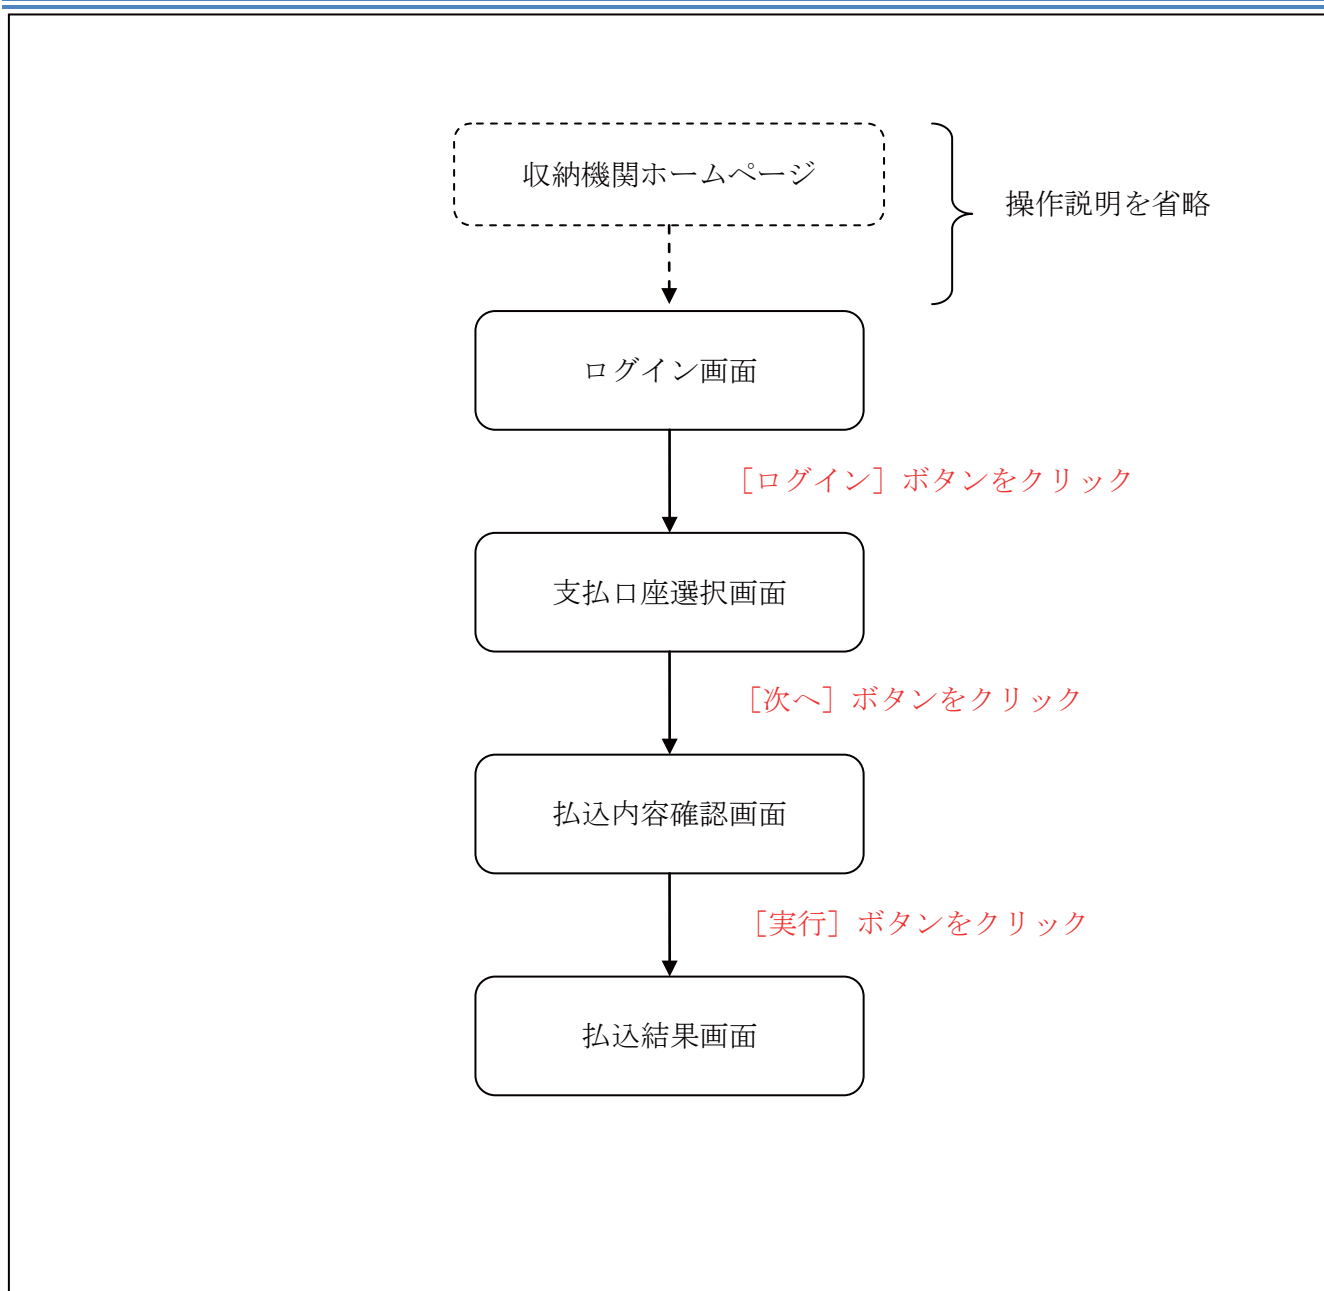 収納機関ホームページ
操作説明を省略
ログイン画面
［ログイン］ボタンをクリック
支払口座選択画面
［次へ］ボタンをクリック
払込内容確認画面
［実行］ボタンをクリック
払込結果画面